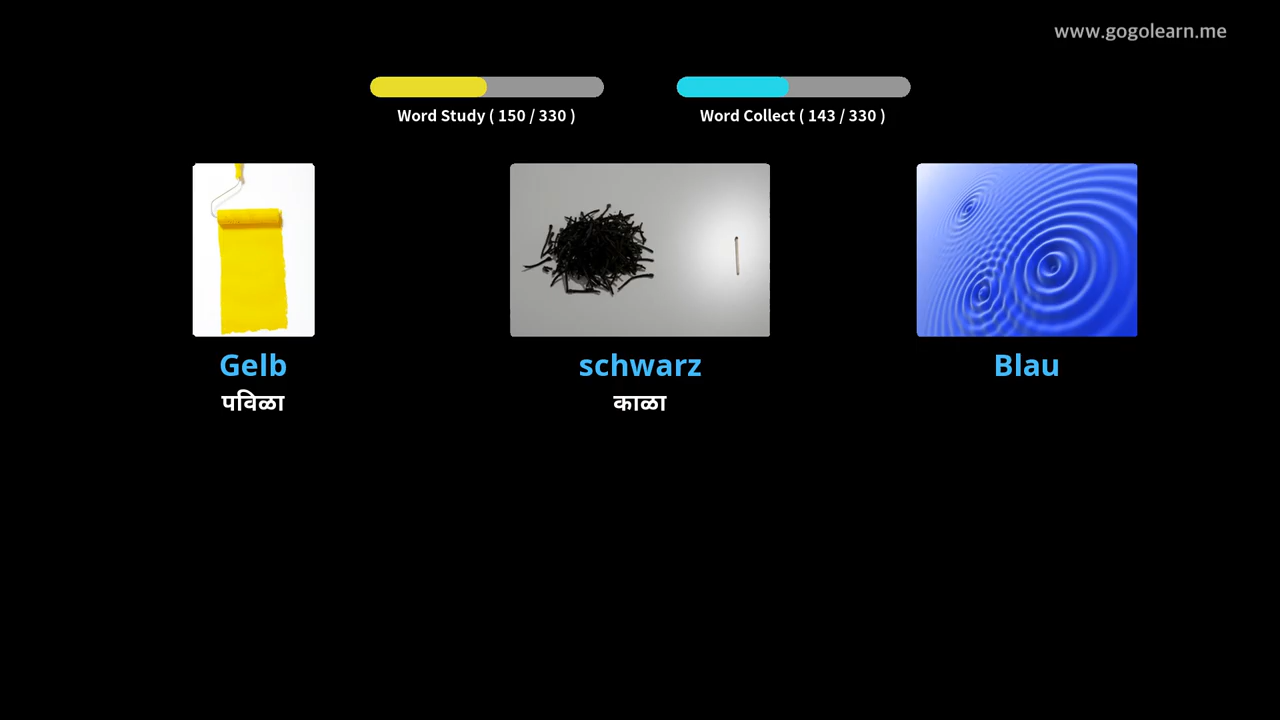 www.gogolearn.me
Word Study ( 150 / 330 )
Word Collect ( 143 / 330 )
Gelb
schwarz
Blau
पविळा
काळा